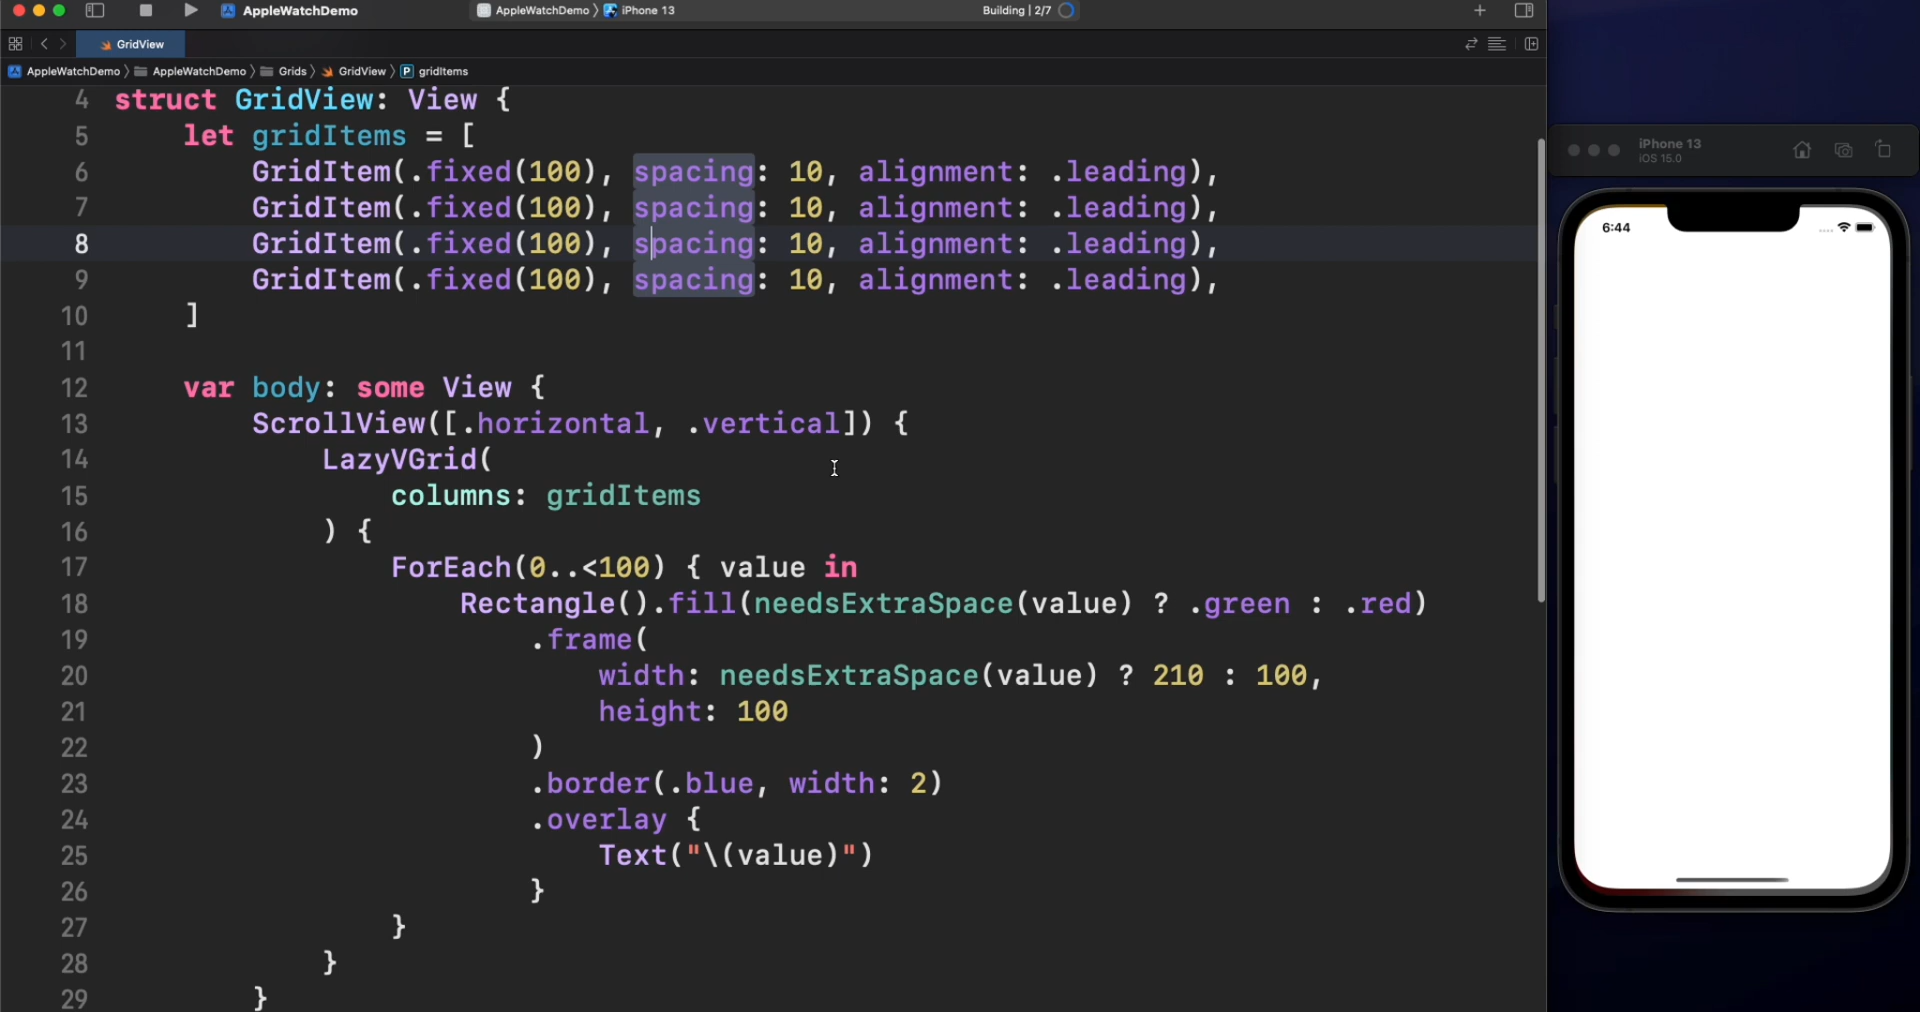 AppleWatchDemo
AppleWatchDemo 〉 iPhone 13
Building | 2/7
GridView
AppleWatchDemo 〉 AppleWatchDemo 〉 Grids 〉 GridView 〉 P gridItems
4 struct GridView: View {
5 let gridItems = [
6 GridItem(.fixed(100), spacing: 10, alignment: .leading),
7 GridItem(.fixed(100), spacing: 10, alignment: .leading),
8 GridItem(.fixed(100), spacing: 10, alignment: .leading),
9 GridItem(.fixed(100), spacing: 10, alignment: .leading),
10 ]
11
12 var body: some View {
13 ScrollView([.horizontal, .vertical]) {
14 LazyVGrid(
15 columns: gridItems
16 ) {
17 ForEach(0..<100) { value in
18 Rectangle().fill(needsExtraSpace(value) ? .green : .red)
19 .frame(
20 width: needsExtraSpace(value) ? 210 : 100,
21 height: 100
22 )
23 .border(.blue, width: 2)
24 .overlay {
25 Text("\(value)")
26 }
27 }
28 }
29 }
iPhone 13
iOS 15.0
6:44